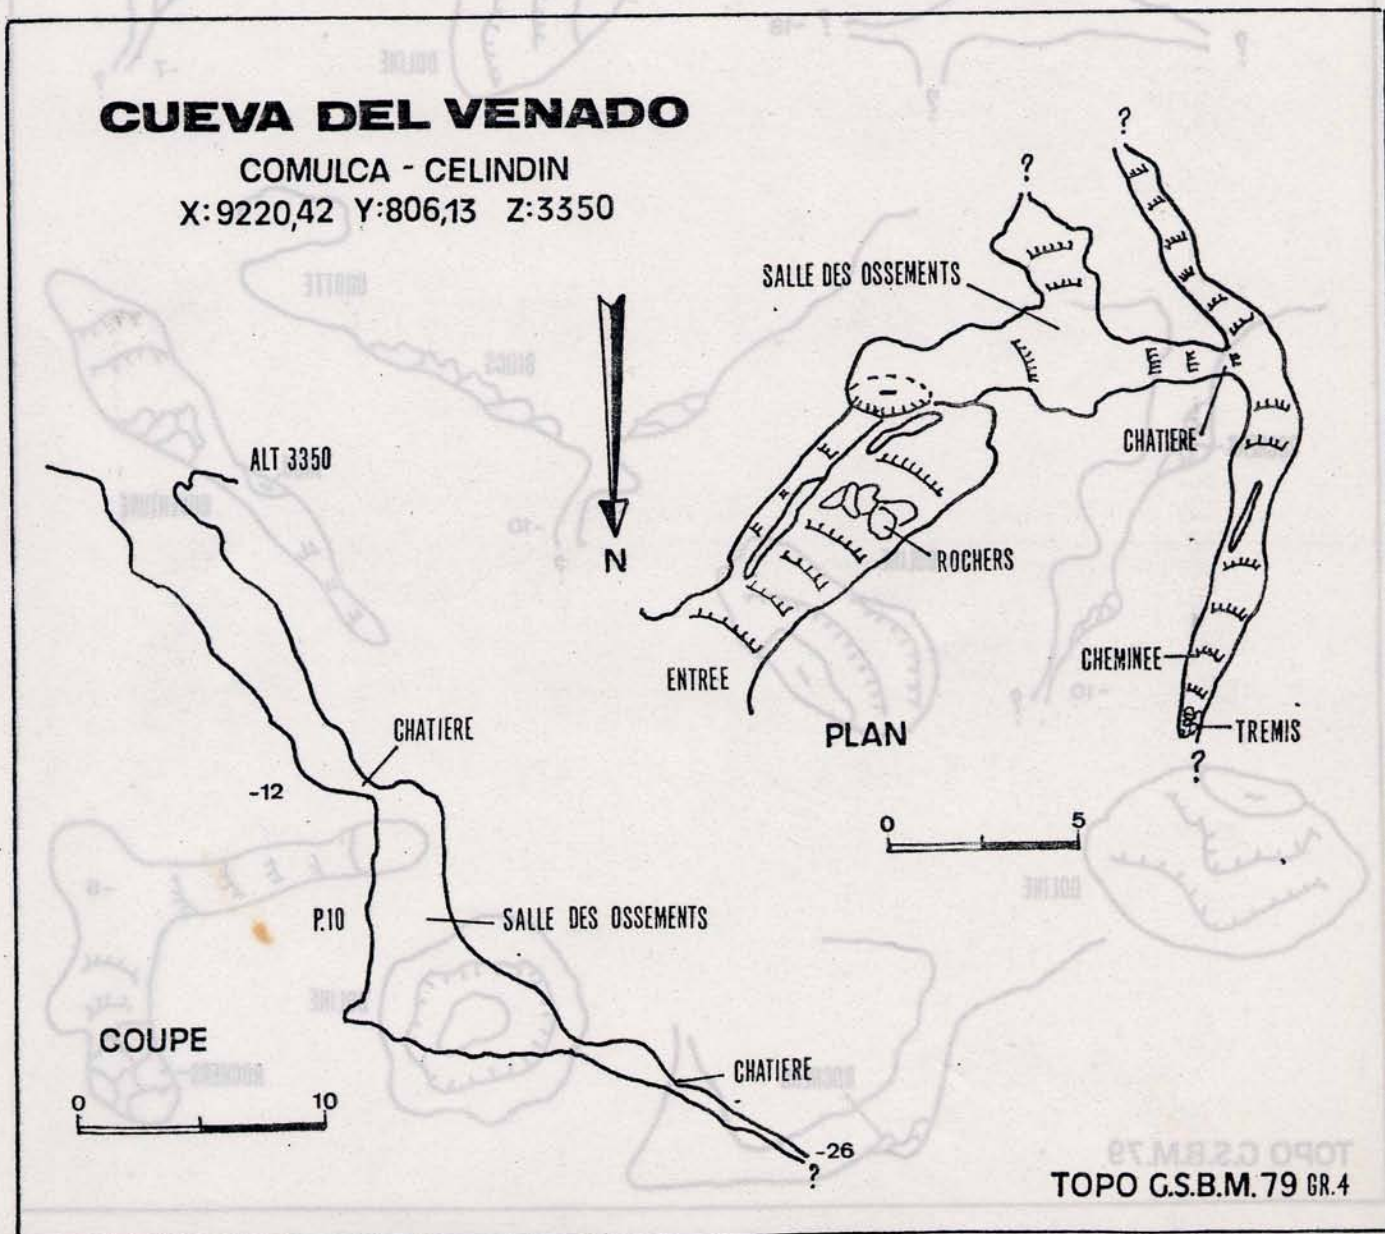 CUEVA DEL VENADO
COMULCA - CELINDIN
X: 9220,42 Y: 806,13 Z: 3350
?
?
SALLE DES OSSEMENTS
CHATIERE
ROCHERS
ENTREE
CHEMINEE
TREMIS
?
PLAN
0 5
N
ALT 3350
CHATIERE
-12
P.10
SALLE DES OSSEMENTS
COUPE
CHATIERE
0 10
-26
?
TOPO G.S.B.M. 79 GR.4